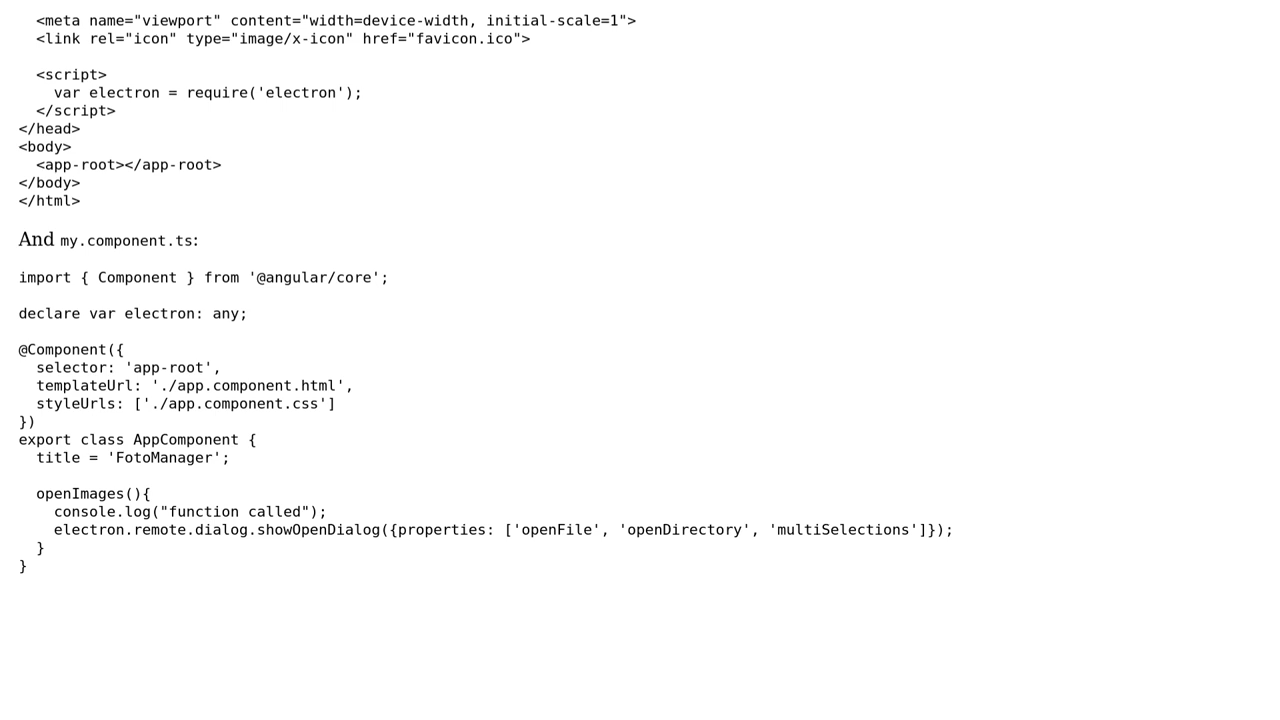 <meta name="viewport" content="width=device-width, initial-scale=1">
<link rel="icon" type="image/x-icon" href="favicon.ico">
<script>
var electron = require('electron');
</script>
</head>
<body>
<app-root></app-root>
</body>
</html>
And my.component.ts:
import { Component } from '@angular/core';
declare var electron: any;
@Component({
selector: 'app-root',
templateUrl: './app.component.html',
styleUrls: ['./app.component.css']
})
export class AppComponent {
title = 'FotoManager';
openImages(){
console.log("function called");
electron.remote.dialog.showOpenDialog({properties: ['openFile', 'openDirectory', 'multiSelections']});
}
}